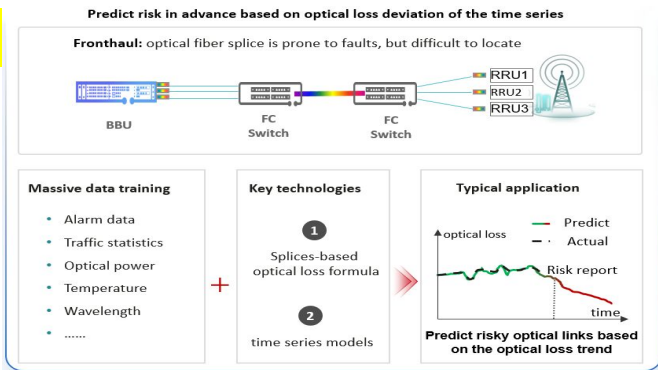 Predict risk in advance based on optical loss deviation of the time series
Fronthaul: optical fiber splice is prone to faults, but difficult to locate
BBU
FC
Switch
FC
Switch
RRU1
RRU2
RRU3
Massive data training
• Alarm data
• Traffic statistics
• Optical power
• Temperature
• Wavelength
• ......
+
Key technologies
1
Splices-based
optical loss formula
2
time series models
Typical application
Predict
Actual
optical loss
Risk report
time
Predict risky optical links based
on the optical loss trend